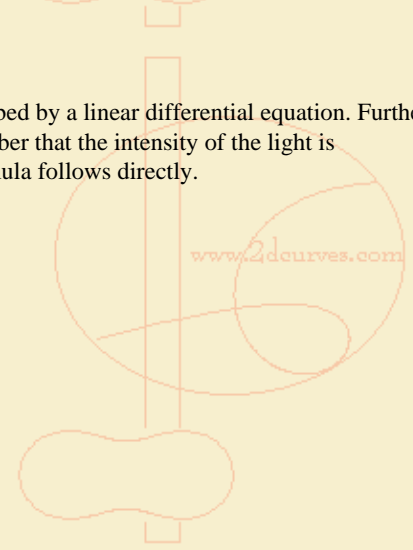 bed by a linear differential equation. Furthe
ber that the intensity of the light is
ula follows directly.
www.2dcurves.com